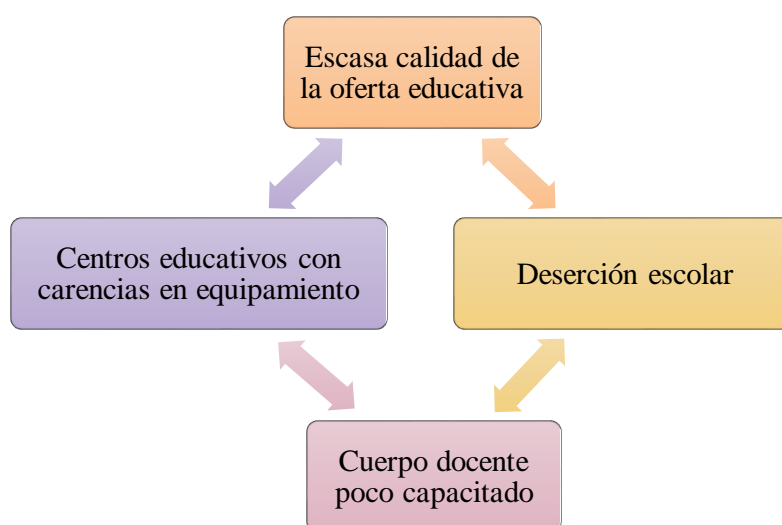 Escasa calidad de
la oferta educativa
Centros educativos con
carencias en equipamiento
Deserción escolar
Cuerpo docente
poco capacitado